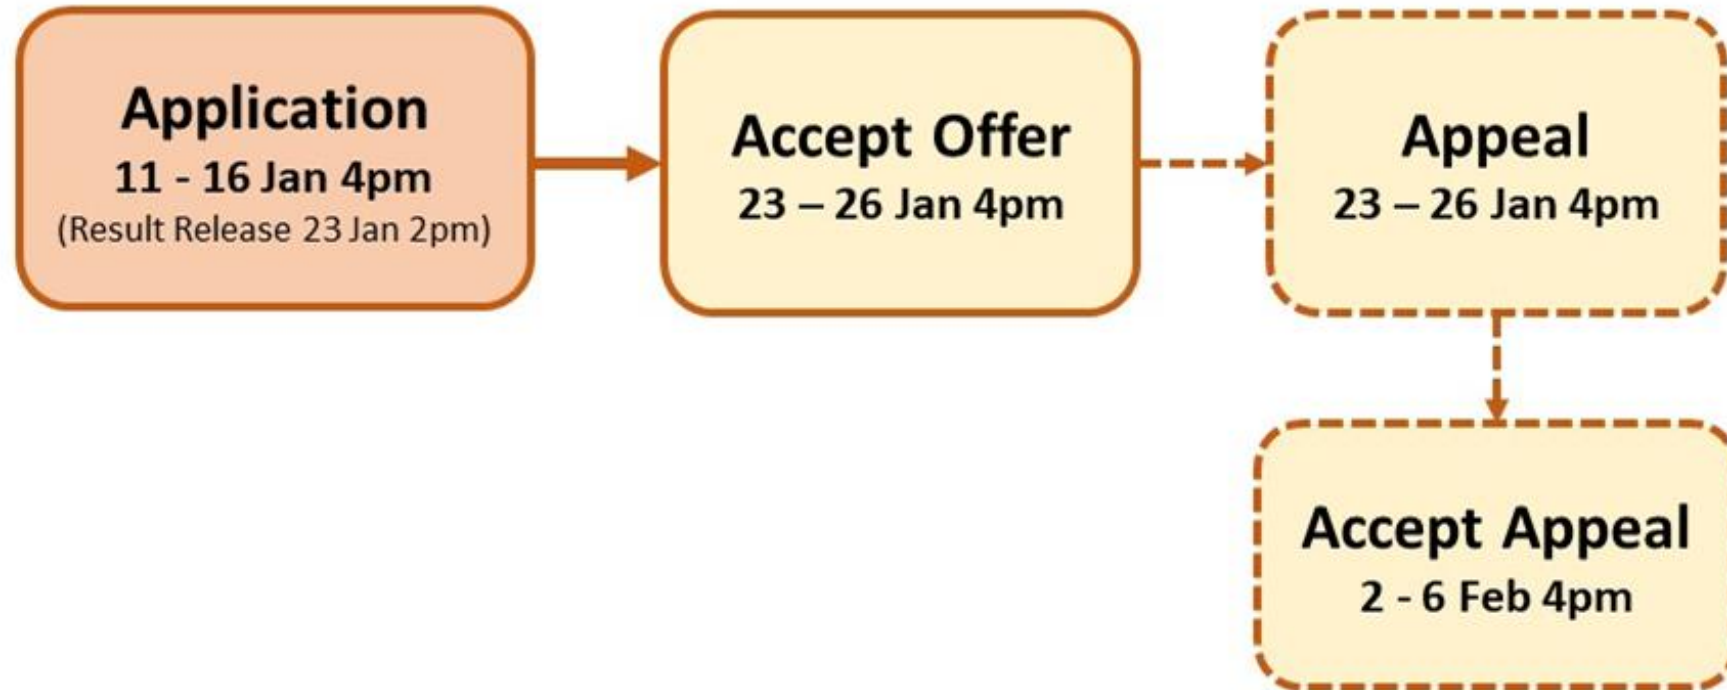 Application
11 - 16 Jan 4pm
(Result Release 23 Jan 2pm)
Accept Offer
23 – 26 Jan 4pm
Appeal
23 – 26 Jan 4pm
Accept Appeal
2 - 6 Feb 4pm